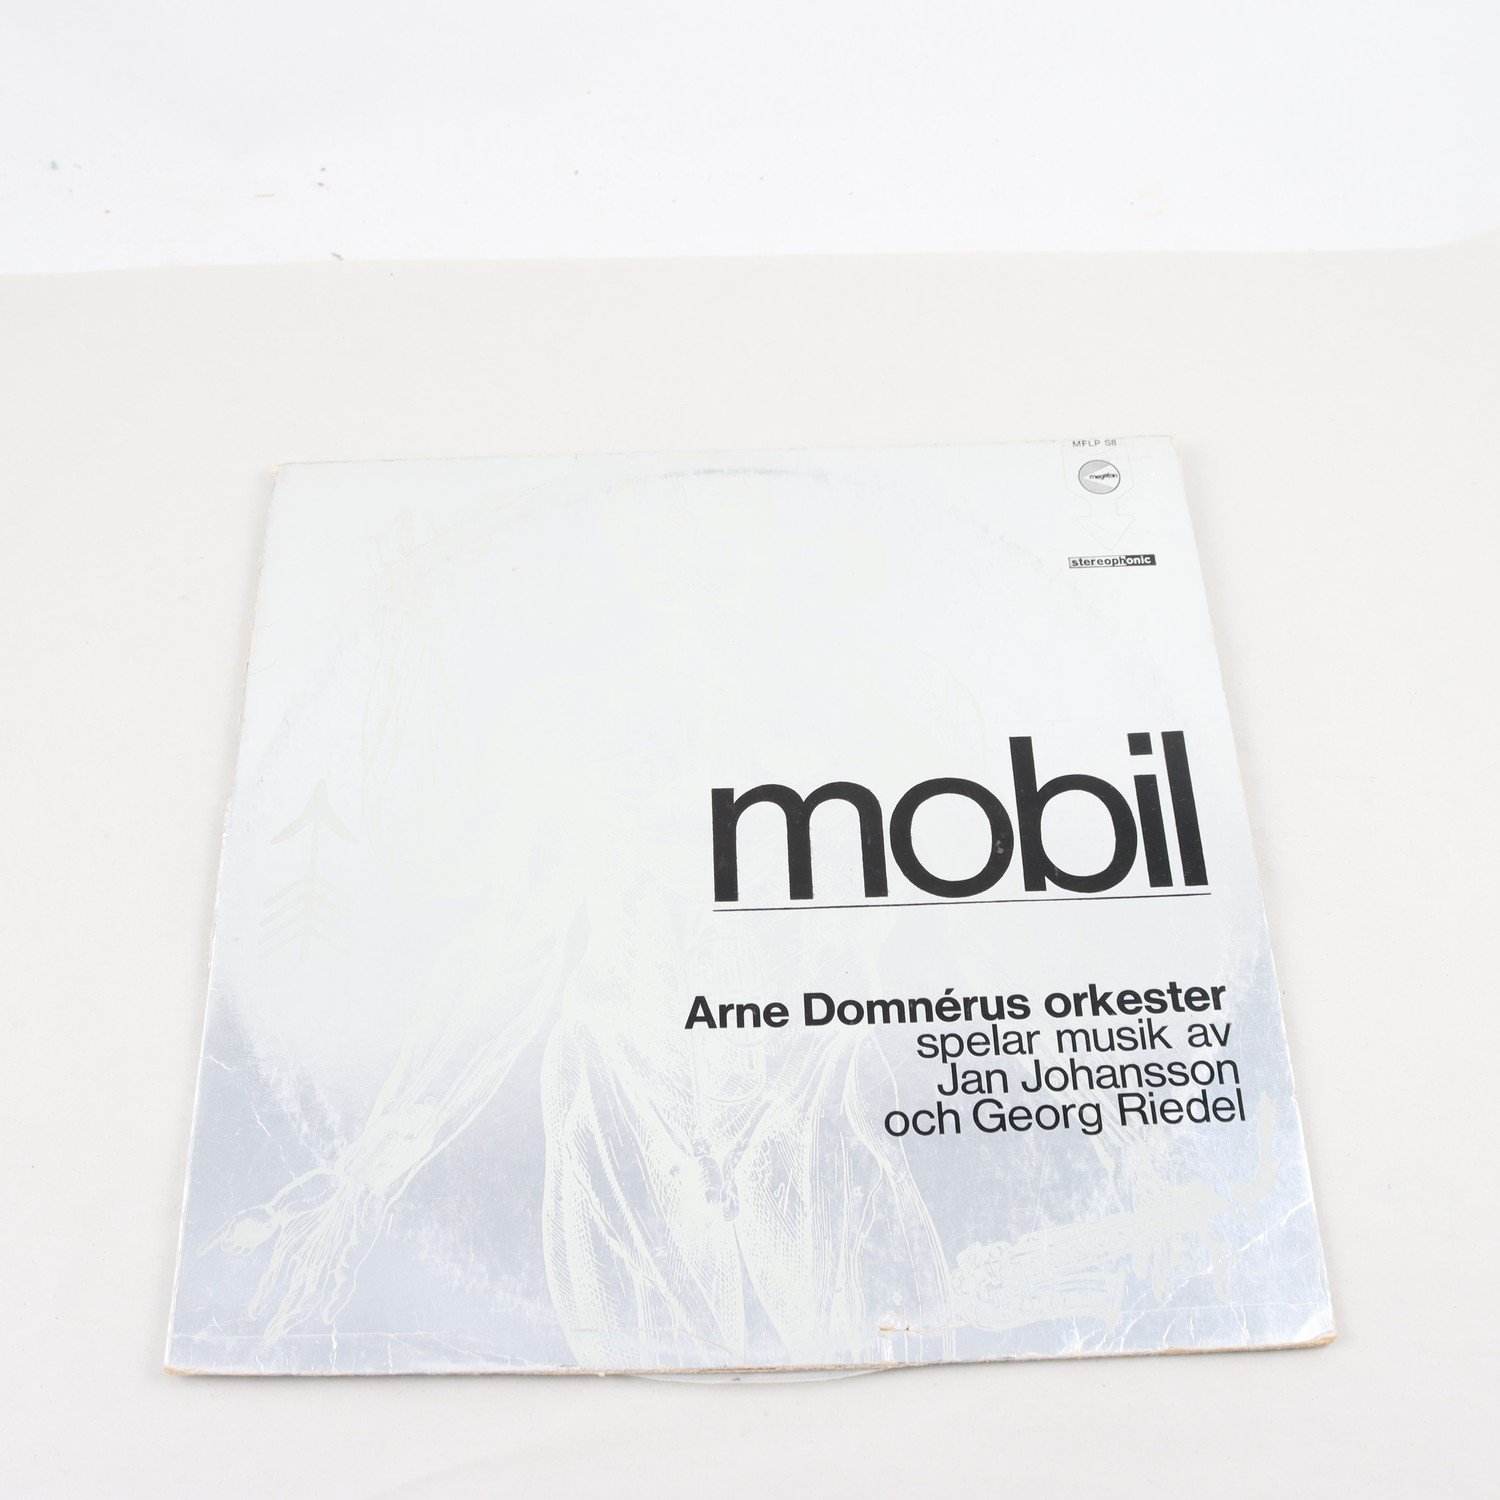 MFLP S8
megafon
stereophonic
mobil
Arne Domnérus orkester
spelar musik av
Jan Johansson
och Georg Riedel